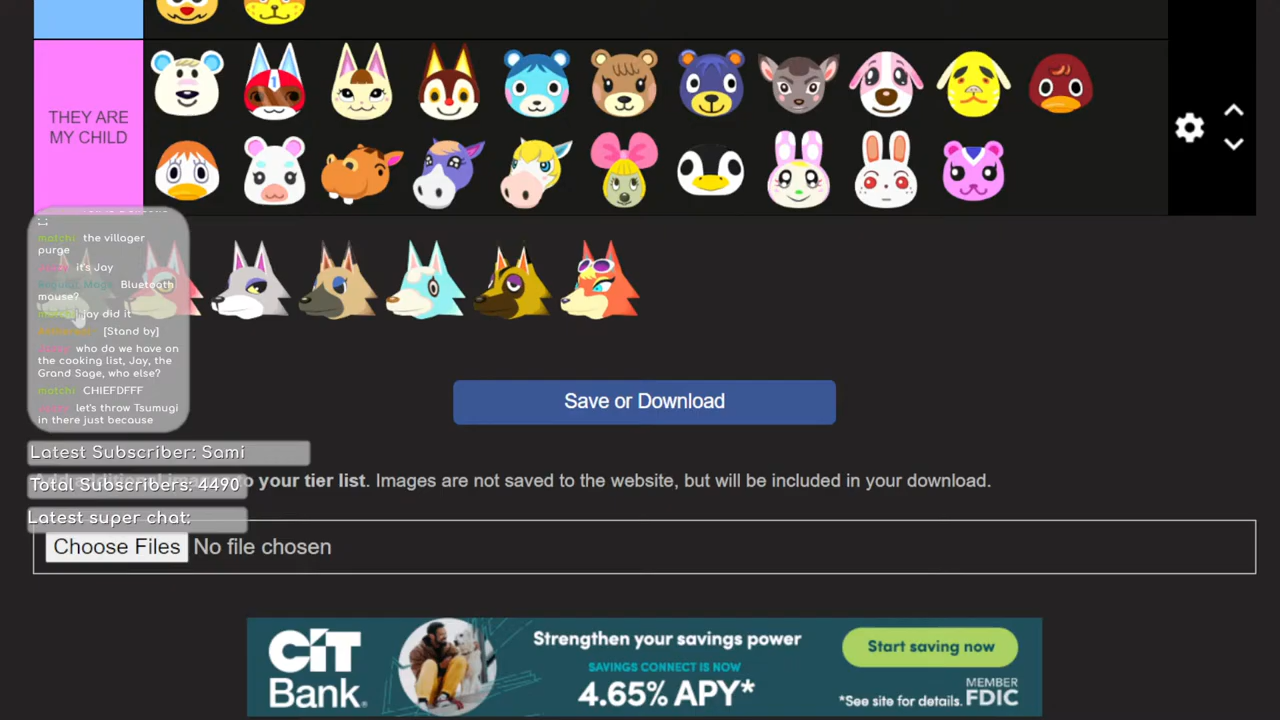 THEY ARE
MY CHILD
matchi the villager
purge
it's Jay
Bluetooth
mouse?
jay did it
[Stand by]
who do we have on
the cooking list, Jay, the
Grand Sage, who else?
matchi CHIEFDFFF
let's throw Tsumugi
in there just because
Save or Download
Latest Subscriber: Sami
to your tier list. Images are not saved to the website, but will be included in your download.
Total Subscribers: 4490
Latest super chat:
Choose Files No file chosen
CIT
Bank.
Strengthen your savings power
SAVINGS CONNECT IS NOW
4.65% APY*
Start saving now
*See site for details.
MEMBER
FDIC